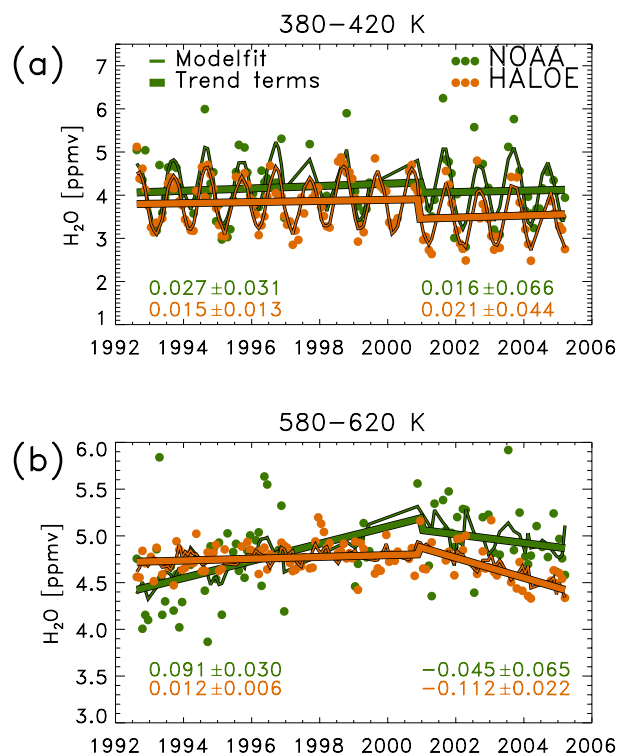 380−420 K
(a)
Modelfit
Trend terms
NOAA
HALOE
7
6
5
4
3
2
1
H₂O [ppmv]
0.027±0.031
0.015±0.013
0.016±0.066
0.021±0.044
1992 1994 1996 1998 2000 2002 2004 2006
580−620 K
(b)
6.0
5.5
5.0
4.5
4.0
3.5
3.0
H₂O [ppmv]
0.091±0.030
0.012±0.006
−0.045±0.065
−0.112±0.022
1992 1994 1996 1998 2000 2002 2004 2006